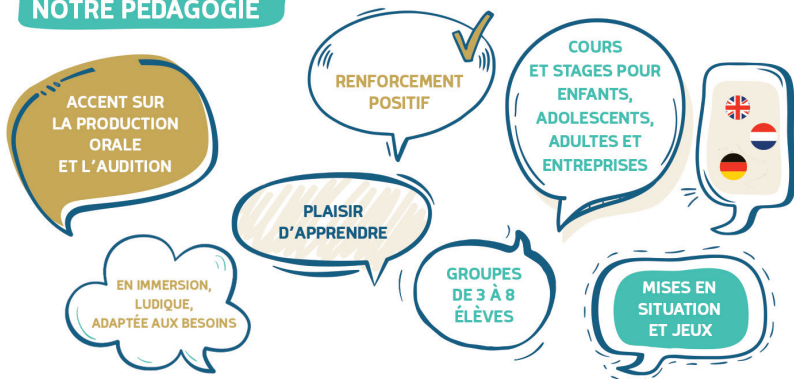 NOTRE PÉDAGOGIE
ACCENT SUR
LA PRODUCTION
ORALE
ET L'AUDITION
RENFORCEMENT
POSITIF
COURS
ET STAGES POUR
ENFANTS,
ADOLESCENTS,
ADULTES ET
ENTREPRISES
PLAISIR
D'APPRENDRE
EN IMMERSION,
LUDIQUE,
ADAPTÉE AUX BESOINS
GROUPES
DE 3 À 8
ÉLÈVES
MISES EN
SITUATION
ET JEUX